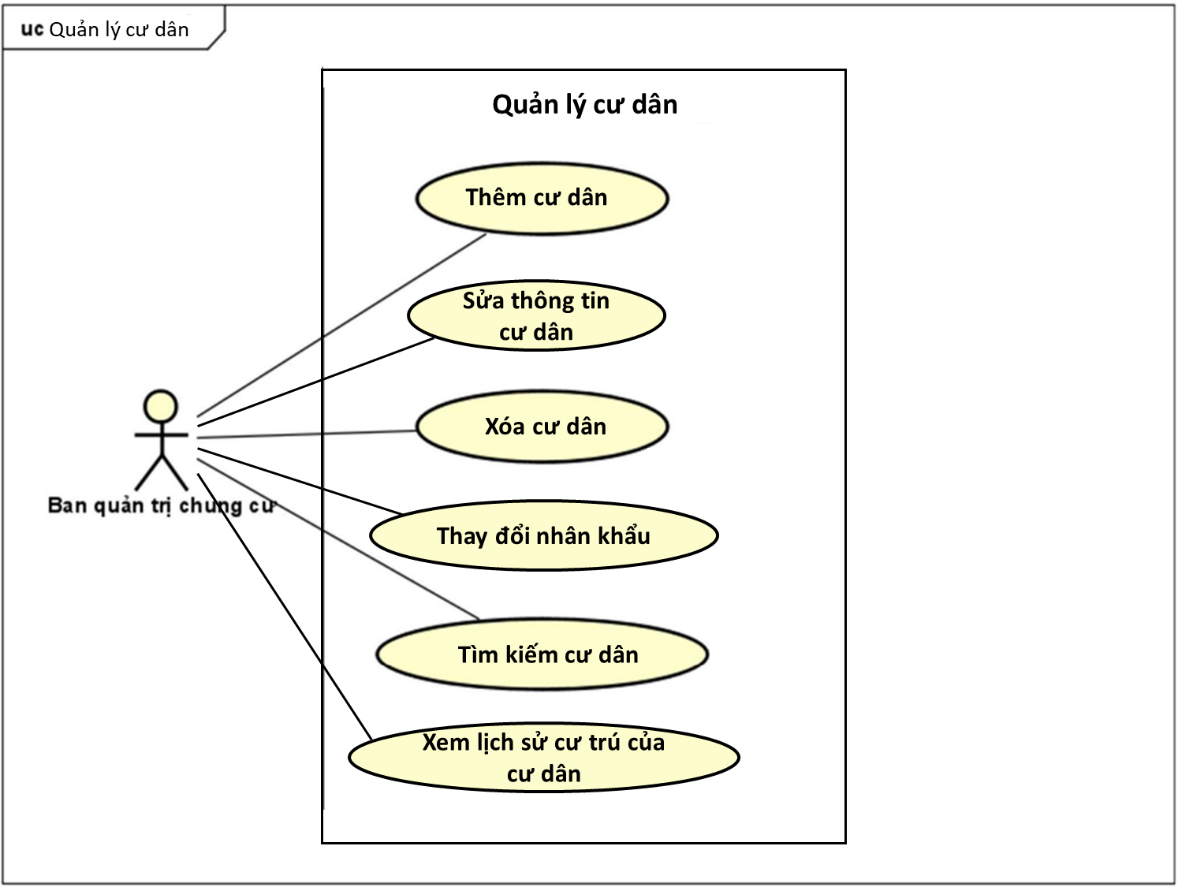 uc Quản lý cư dân
Quản lý cư dân
Thêm cư dân
Sửa thông tin
cư dân
Xóa cư dân
Ban quản trị chung cư
Thay đổi nhân khẩu
Tìm kiếm cư dân
Xem lịch sử cư trú của
cư dân